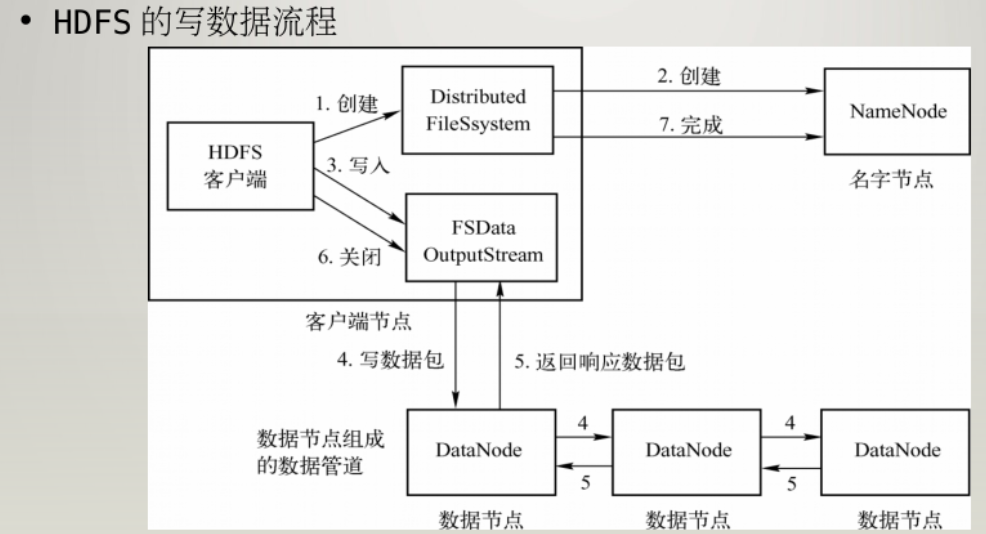 • HDFS 的写数据流程
1. 创建
Distributed
FileSsystem
2. 创建
7. 完成
NameNode
名字节点
HDFS
客户端
3. 写入
6. 关闭
FSData
OutputStream
客户端节点
4. 写数据包
5. 返回响应数据包
数据节点组成
的数据管道
DataNode
4
5
DataNode
4
5
DataNode
数据节点
数据节点
数据节点